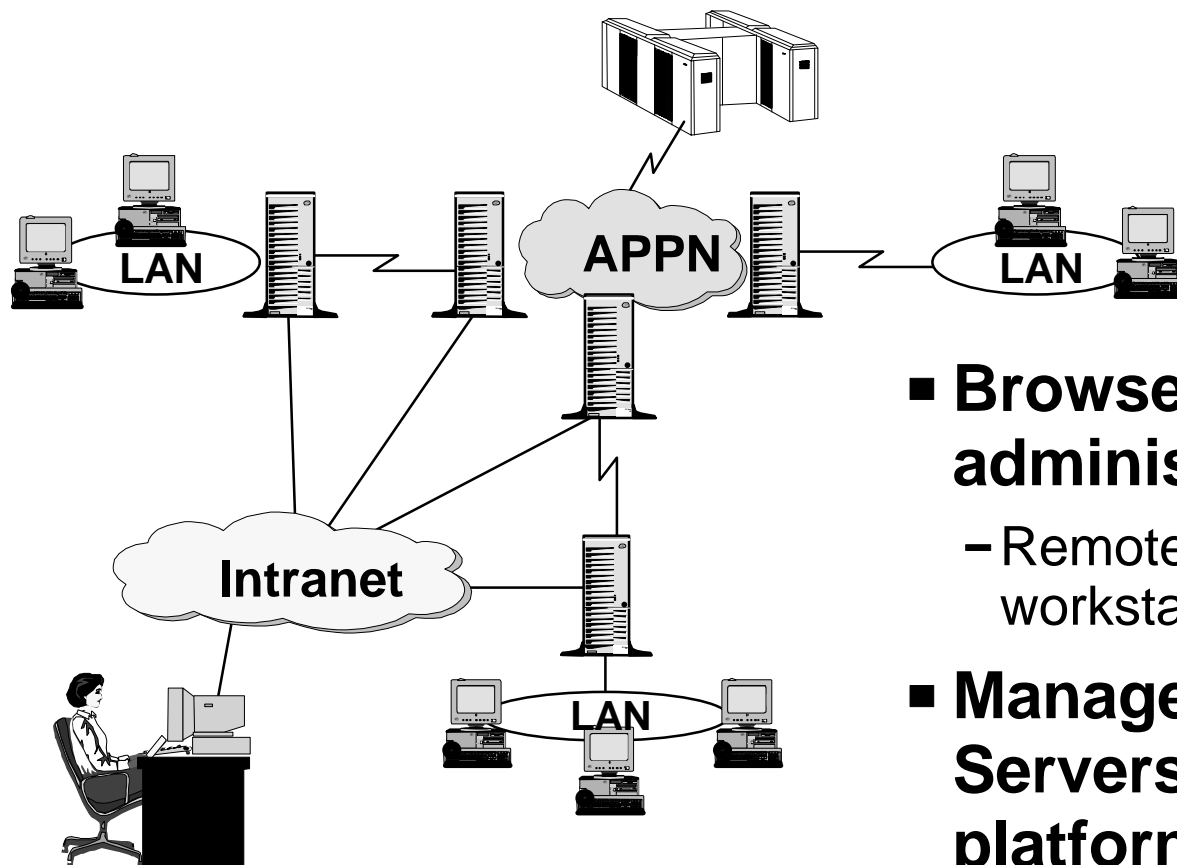 APPN
LAN
LAN
Intranet
LAN
■ Browse
adminis
– Remote
worksta
■ Manage
Servers
platforn